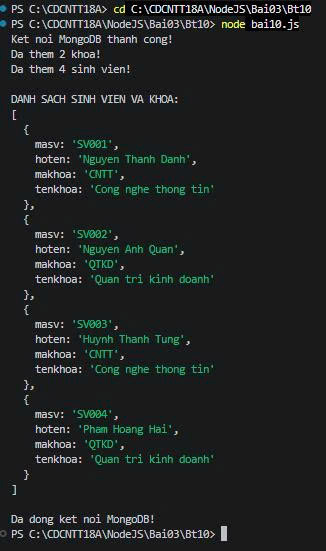 PS C:\CDCNTT18A> cd C:\CDCNTT18A\NodeJS\Bai03\Bt10
PS C:\CDCNTT18A\NodeJS\Bai03\Bt10> node bai10.js
Ket noi MongoDB thanh cong!
Da them 2 khoa!
Da them 4 sinh vien!

DANH SACH SINH VIEN VA KHOA:
[
  {
    masv: 'SV001',
    hoten: 'Nguyen Thanh Danh',
    makhoa: 'CNTT',
    tenkhoa: 'Cong nghe thong tin'
  },
  {
    masv: 'SV002',
    hoten: 'Nguyen Anh Quan',
    makhoa: 'QTKD',
    tenkhoa: 'Quan tri kinh doanh'
  },
  {
    masv: 'SV003',
    hoten: 'Huynh Thanh Tung',
    makhoa: 'CNTT',
    tenkhoa: 'Cong nghe thong tin'
  },
  {
    masv: 'SV004',
    hoten: 'Pham Hoang Hai',
    makhoa: 'QTKD',
    tenkhoa: 'Quan tri kinh doanh'
  }
]

Da dong ket noi MongoDB!
PS C:\CDCNTT18A\NodeJS\Bai03\Bt10>